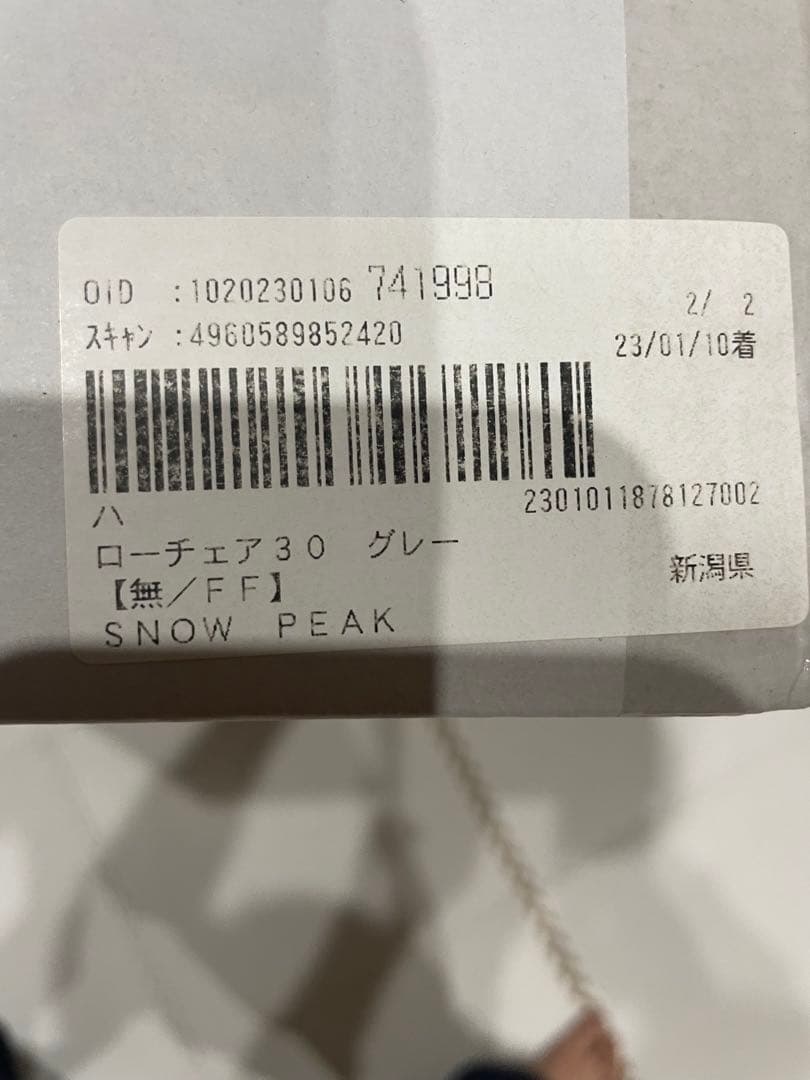 OiD :1020230106 741998
2/ 2
スキャン :4960589852420
23/01/10着
2301011878127002
ハ
ローチェア30 グレー
新潟県
【無/FF】
SNOW PEAK